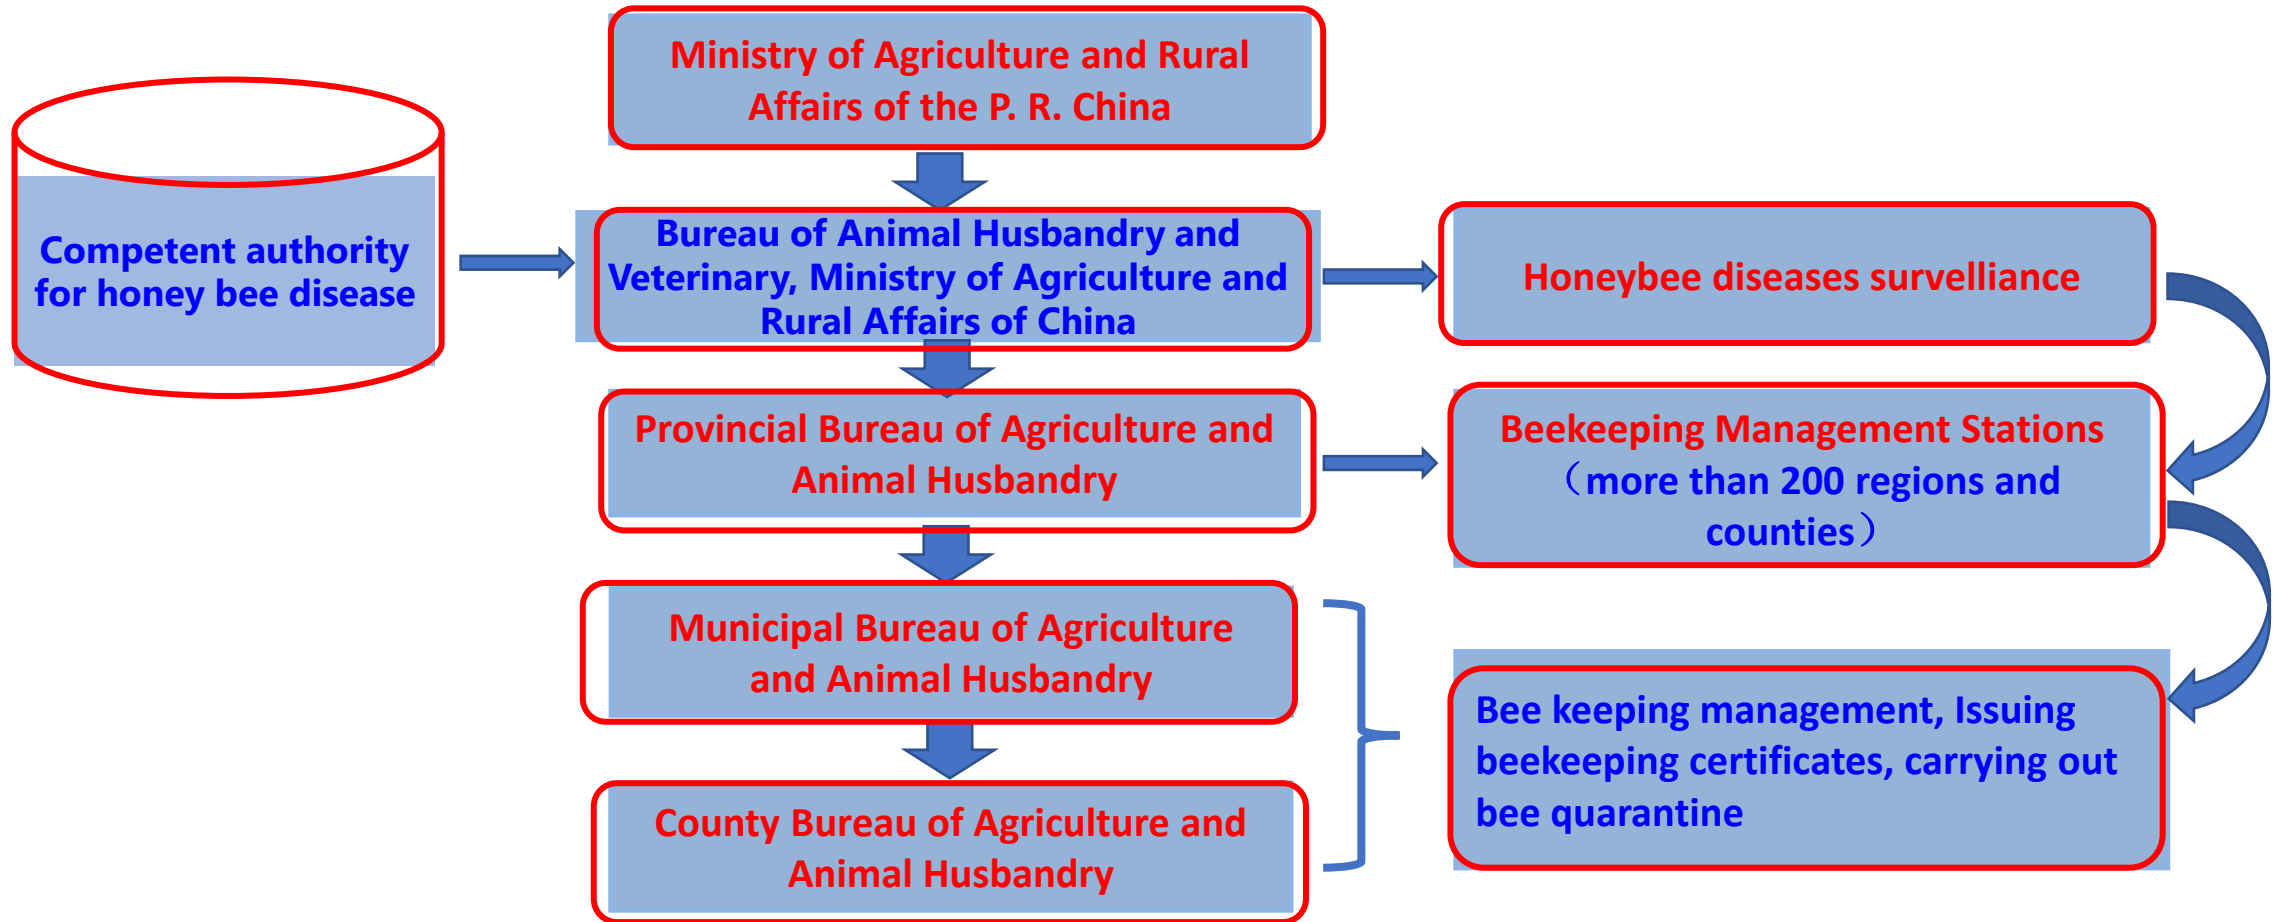 Ministry of Agriculture and Rural
Affairs of the P. R. China
Competent authority
for honey bee disease
Bureau of Animal Husbandry and
Veterinary, Ministry of Agriculture and
Rural Affairs of China
Honeybee diseases survelliance
Provincial Bureau of Agriculture and
Animal Husbandry
Beekeeping Management Stations
（more than 200 regions and
counties）
Municipal Bureau of Agriculture
and Animal Husbandry
Bee keeping management, Issuing
beekeeping certificates, carrying out
bee quarantine
County Bureau of Agriculture and
Animal Husbandry